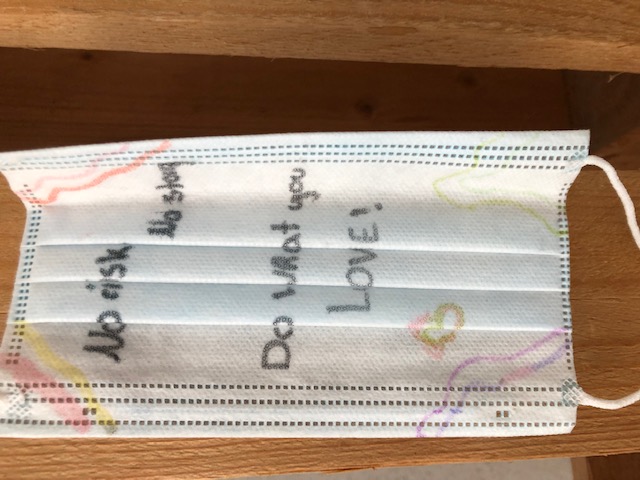 No risk
No story
Do what you
LOVE!